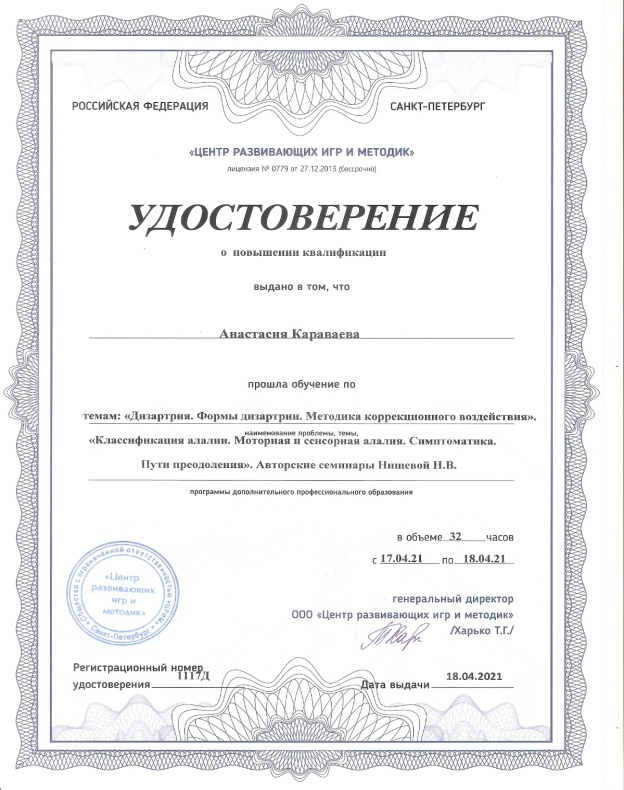 РОССИЙСКАЯ ФЕДЕРАЦИЯ САНКТ-ПЕТЕРБУРГ
«ЦЕНТР РАЗВИВАЮЩИХ ИГР И МЕТОДИК»
лицензия № 0779 от 27.12.2013 (бессрочно)
УДОСТОВЕРЕНИЕ
о повышении квалификации
выдано в том, что
Анастасия Караваева
прошла обучение по
темам: «Дизартрия. Формы дизартрии. Методика коррекционного воздействия».
наименование проблемы, темы,
«Классификация алалии. Моторная и сенсорная алалия. Симптоматика.
Пути преодоления». Авторские семинары Нищевой Н.В.
программы дополнительного профессионального образования
в объеме 32 часов
с 17.04.21 по 18.04.21
генеральный директор
ООО «Центр развивающих игр и методик»
/Харько Т.Г./
Общество с ограниченной ответственностью «ЦРИМ» * Санкт-Петербург *
«Центр
развивающих
игр и
методик»
Регистрационный номер
удостоверения 1117Д
Дата выдачи 18.04.2021